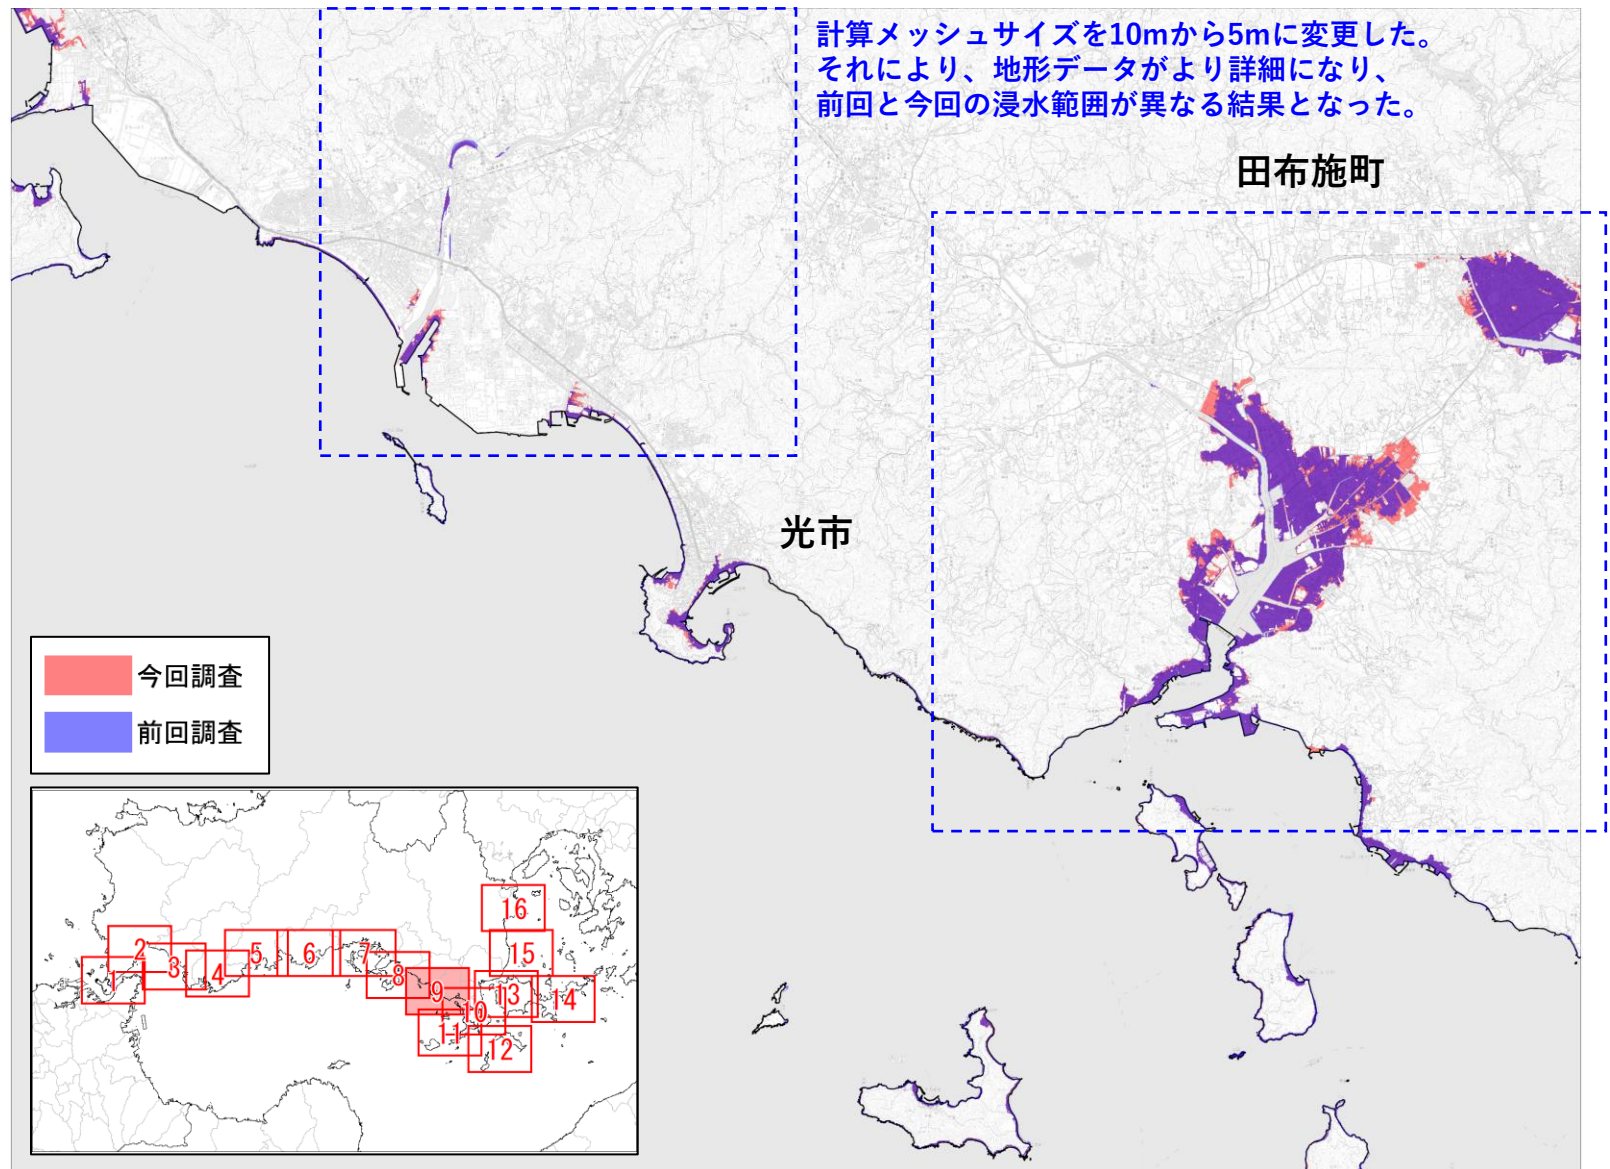 計算メッシュサイズを10mから5mに変更した。
それにより、地形データがより詳細になり、
前回と今回の浸水範囲が異なる結果となった。
田布施町
光市
今回調査
前回調査
16
2
5
6
7
15
1
3
4
8
9
13
14
10
11
12